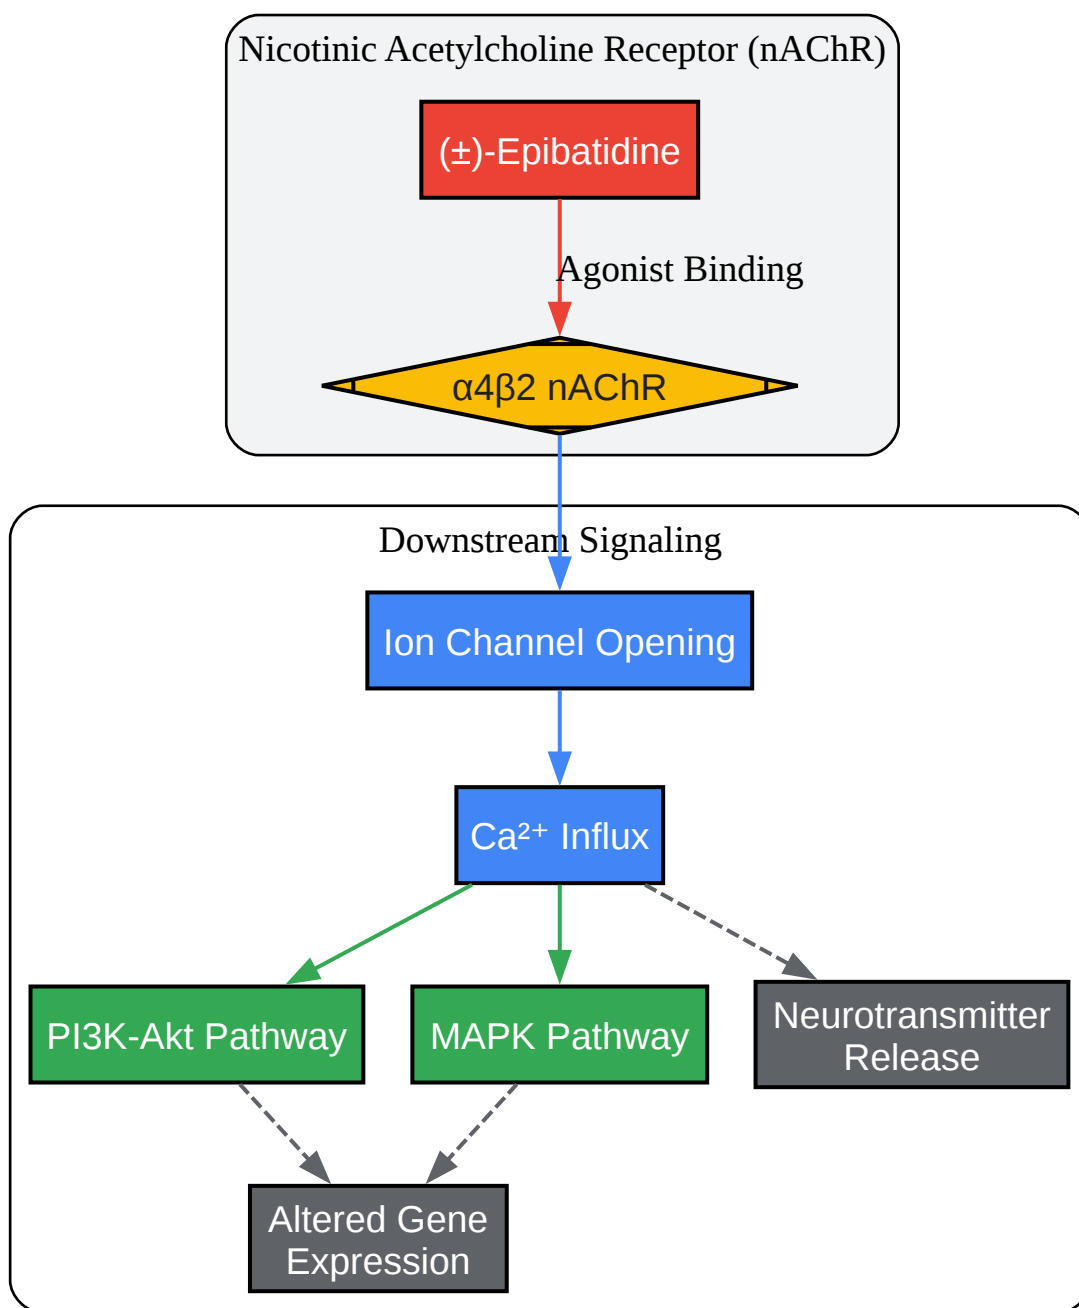 Nicotinic Acetylcholine Receptor (nAChR)
(±)-Epibatidine
Agonist Binding
α4β2 nAChR
Downstream Signaling
Ion Channel Opening
Ca²⁺ Influx
PI3K-Akt Pathway
MAPK Pathway
Neurotransmitter
Release
Altered Gene
Expression